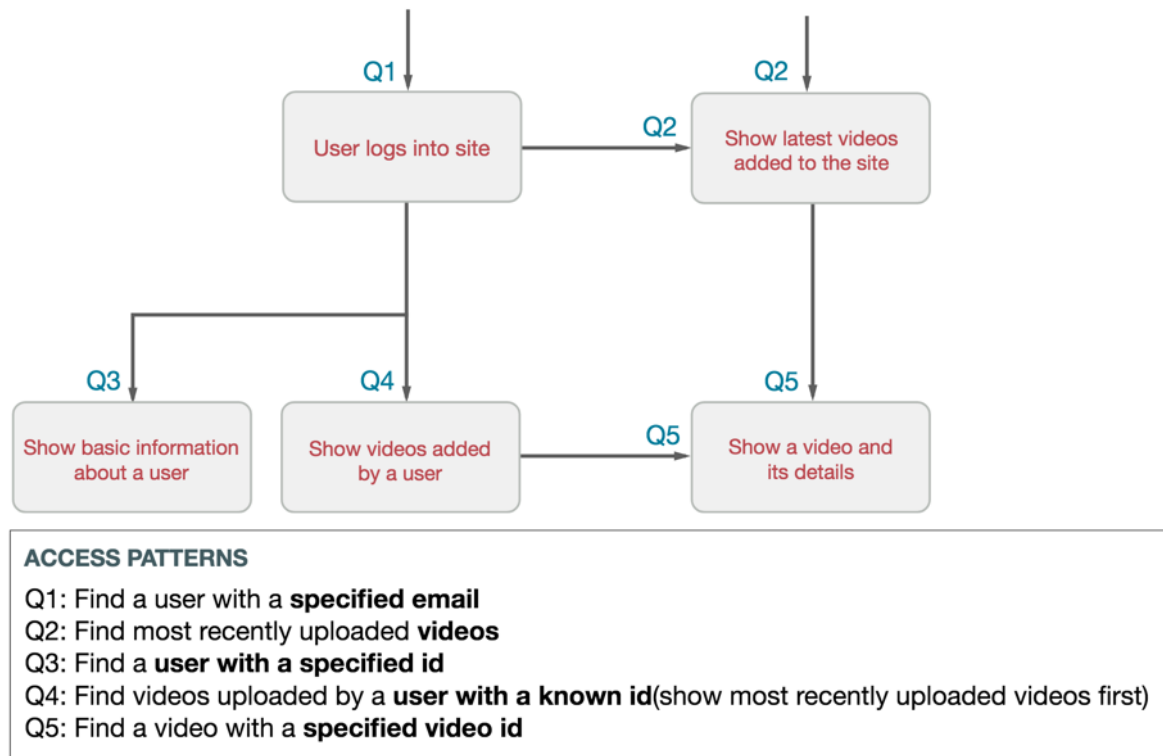 Q1
Q2
User logs into site
Q2
Show latest videos
added to the site
Q3
Q4
Q5
Show basic information
about a user
Show videos added
by a user
Q5
Show a video and
its details
ACCESS PATTERNS
Q1: Find a user with a specified email
Q2: Find most recently uploaded videos
Q3: Find a user with a specified id
Q4: Find videos uploaded by a user with a known id(show most recently uploaded videos first)
Q5: Find a video with a specified video id